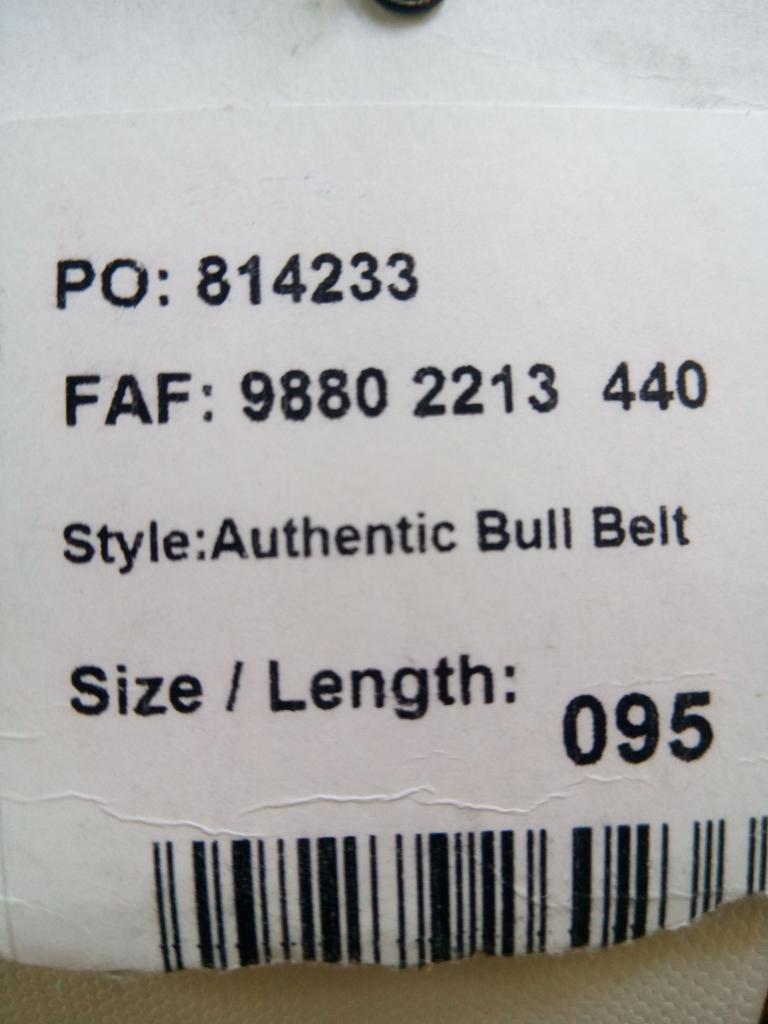 PO: 814233
FAF: 9880 2213 440
Style:Authentic Bull Belt
Size / Length: 095